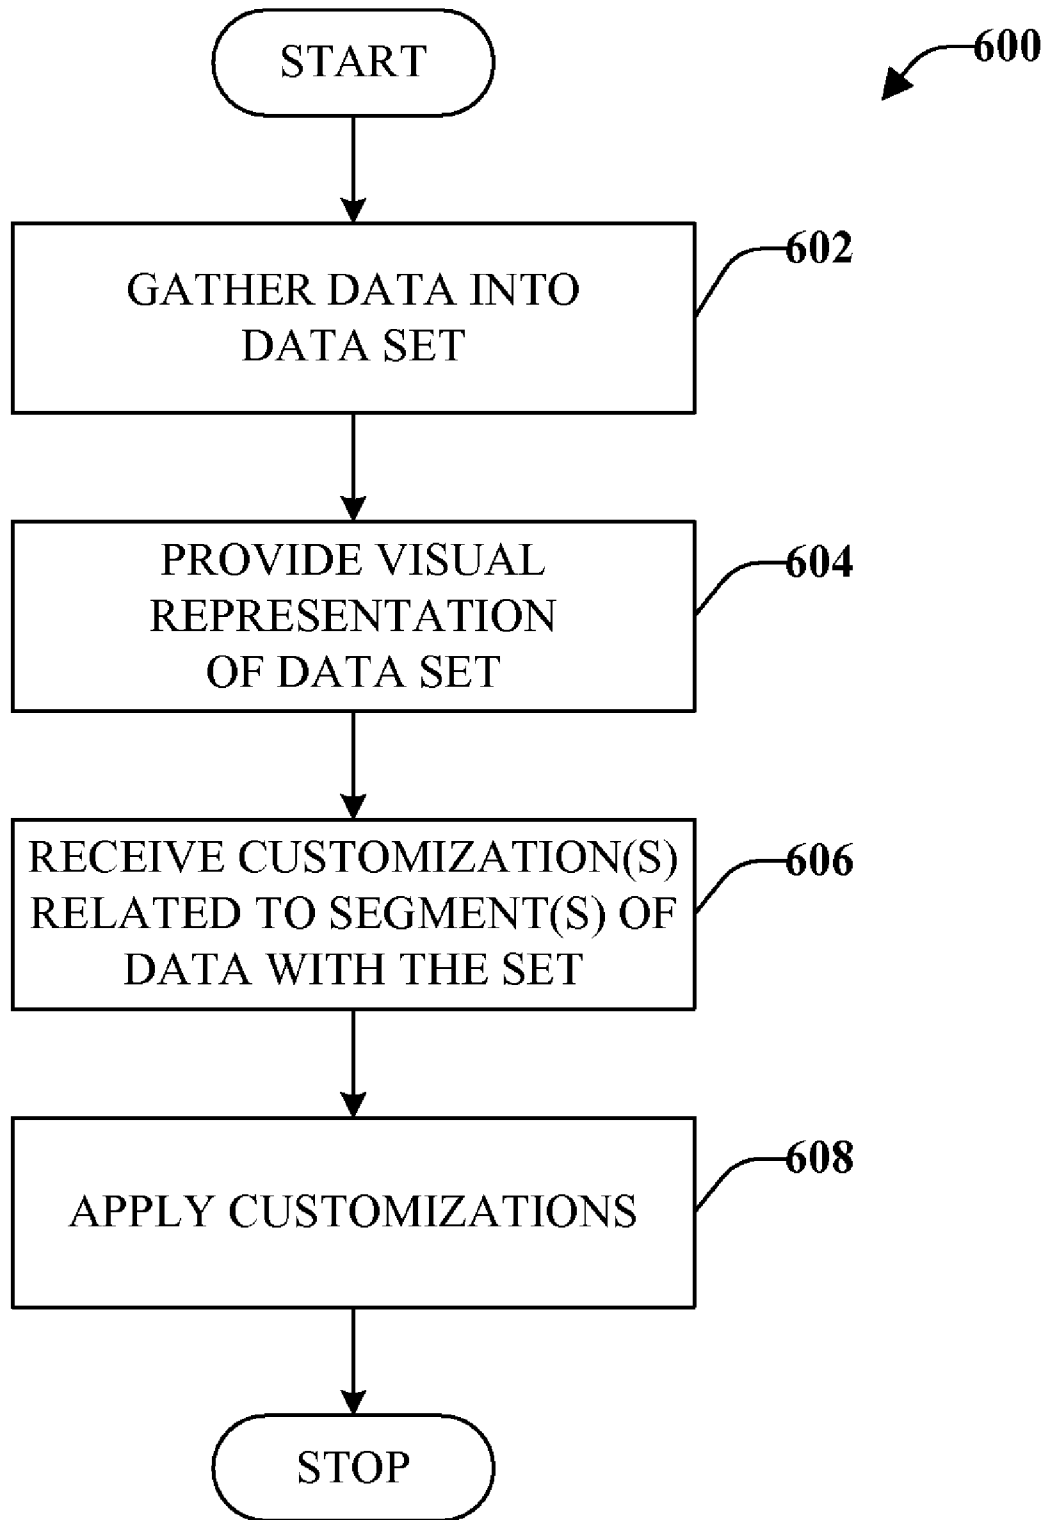 START
600
GATHER DATA INTO
DATA SET
602
PROVIDE VISUAL
REPRESENTATION
OF DATA SET
604
RECEIVE CUSTOMIZATION(S)
RELATED TO SEGMENT(S) OF
DATA WITH THE SET
606
APPLY CUSTOMIZATIONS
608
STOP